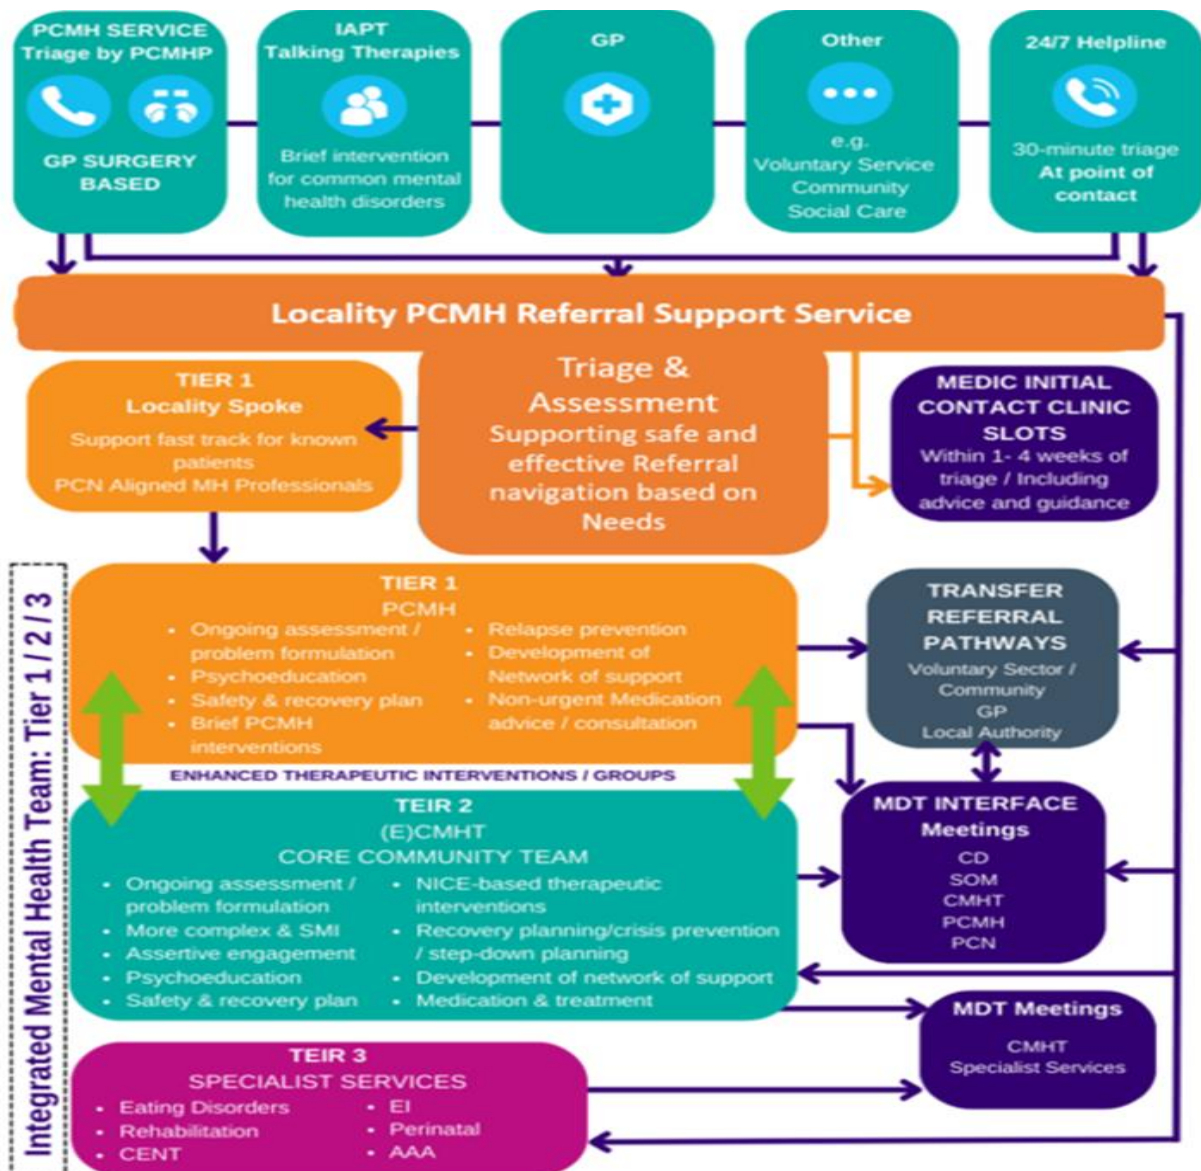 PCMH SERVICE
Triage by PCMHP
GP SURGERY
BASED
IAPT
Talking Therapies
Brief intervention
for common mental
health disorders
GP
Other
e.g.
Voluntary Service
Community
Social Care
24/7 Helpline
30-minute triage
At point of
contact
Locality PCMH Referral Support Service
Triage &
Assessment
Supporting safe and
effective Referral
navigation based on
Needs
TIER 1
Locality Spoke
Support fast track for known
patients
PCN Aligned MH Professionals
MEDIC INITIAL
CONTACT CLINIC
SLOTS
Within 1- 4 weeks of
triage / Including
advice and guidance
Integrated Mental Health Team: Tier 1 / 2 / 3
TIER 1
PCMH
• Ongoing assessment /
problem formulation
• Psychoeducation
• Safety & recovery plan
• Brief PCMH
interventions
• Relapse prevention
• Development of
Network of support
• Non-urgent Medication
advice / consultation
TRANSFER
REFERRAL
PATHWAYS
Voluntary Sector /
Community
GP
Local Authority
ENHANCED THERAPEUTIC INTERVENTIONS / GROUPS
TEIR 2
(E)CMHT
CORE COMMUNITY TEAM
• Ongoing assessment /
problem formulation
• More complex & SMI
• Assertive engagement
• Psychoeducation
• Safety & recovery plan
• NICE-based therapeutic
interventions
• Recovery planning/crisis prevention
/ step-down planning
• Development of network of support
• Medication & treatment
MDT INTERFACE
Meetings
CD
SOM
CMHT
PCMH
PCN
MDT Meetings
CMHT
Specialist Services
TEIR 3
SPECIALIST SERVICES
• Eating Disorders
• Rehabilitation
• CENT
• EI
• Perinatal
• AAA